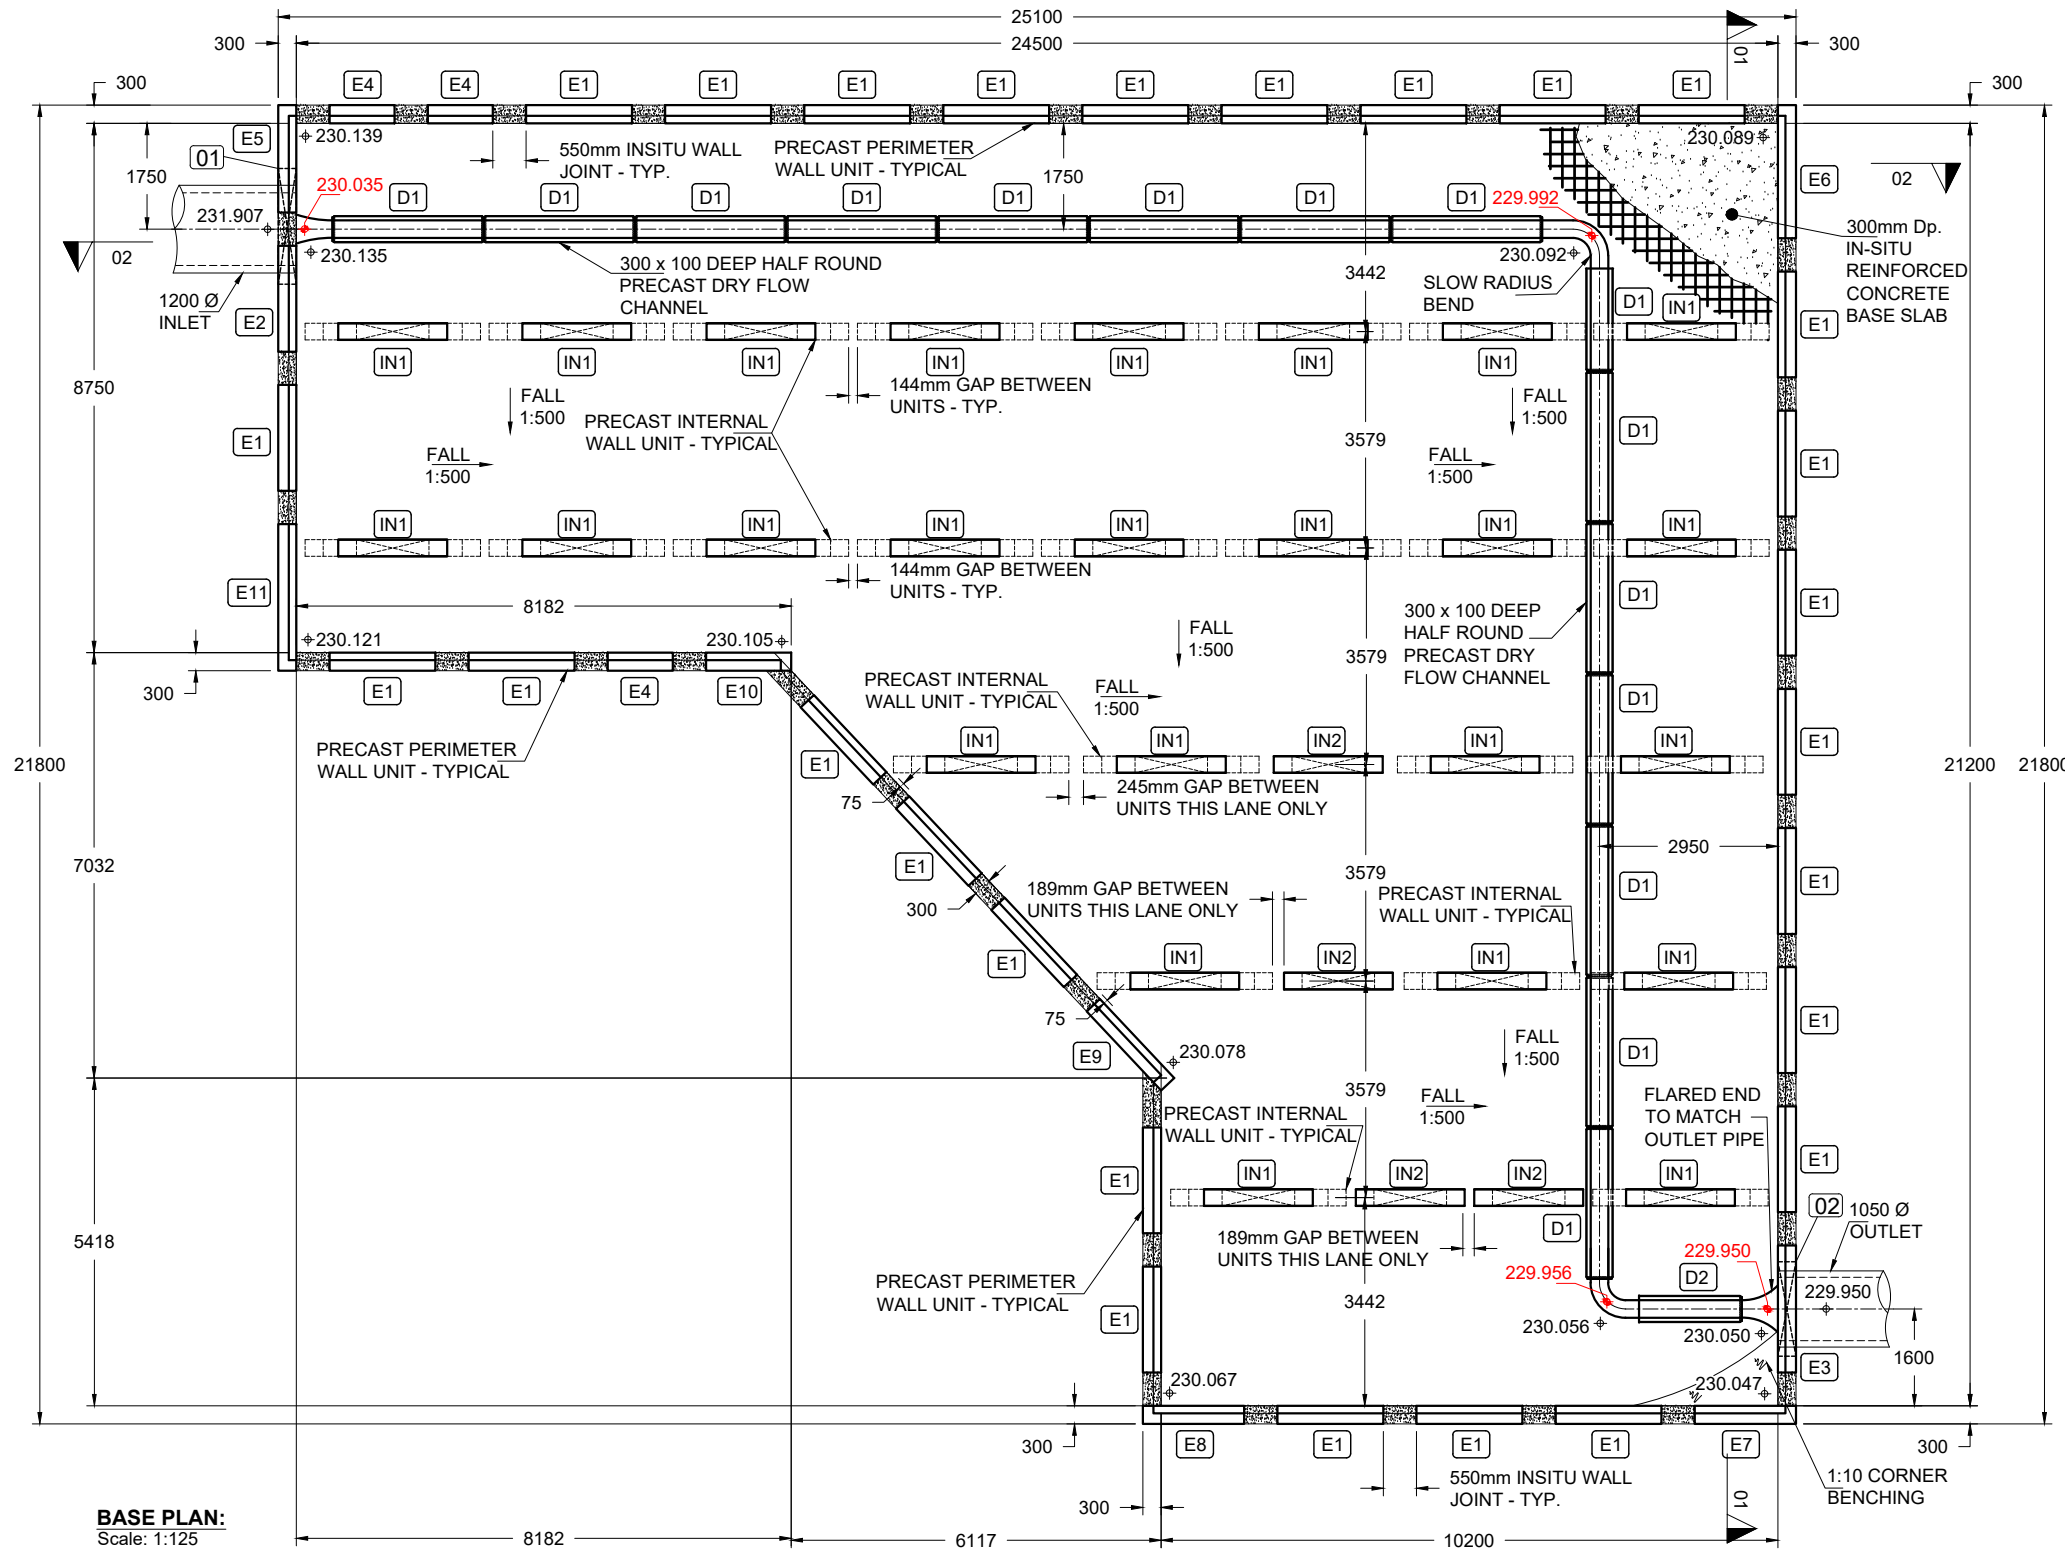 25100
300
24500
300
01
300
E4
E4
E1
E1
E1
E1
E1
E1
E1
E1
E1
300
E5
230.139
550mm INSITU WALL
JOINT - TYP.
PRECAST PERIMETER
WALL UNIT - TYPICAL
230.089
01
1750
230.035
1750
02
E6
D1
D1
D1
D1
D1
D1
D1
D1
229.992
231.907
02
230.135
300 x 100 DEEP HALF ROUND
PRECAST DRY FLOW
CHANNEL
3442
230.092
SLOW RADIUS
BEND
300mm Dp.
IN-SITU
REINFORCED
CONCRETE
BASE SLAB
1200 Ø
INLET
E2
D1
IN1
E1
IN1
IN1
IN1
IN1
IN1
IN1
IN1
8750
144mm GAP BETWEEN
UNITS - TYP.
FALL
1:500
FALL
1:500
PRECAST INTERNAL
WALL UNIT - TYPICAL
3579
D1
E1
E1
FALL
1:500
FALL
1:500
IN1
IN1
IN1
IN1
IN1
IN1
IN1
IN1
144mm GAP BETWEEN
UNITS - TYP.
E11
8182
300 x 100 DEEP
HALF ROUND
PRECAST DRY
FLOW CHANNEL
D1
E1
230.121
230.105
FALL
1:500
3579
300
E1
E1
E4
E10
PRECAST INTERNAL
WALL UNIT - TYPICAL
FALL
1:500
D1
PRECAST PERIMETER
WALL UNIT - TYPICAL
E1
IN1
IN1
IN2
IN1
IN1
E1
21800
21200
21800
75
245mm GAP BETWEEN
UNITS THIS LANE ONLY
2950
7032
E1
3579
189mm GAP BETWEEN
UNITS THIS LANE ONLY
PRECAST INTERNAL
WALL UNIT - TYPICAL
D1
E1
300
E1
IN1
IN2
IN1
IN1
75
E1
E9
230.078
FALL
1:500
D1
3579
FALL
1:500
FLARED END
TO MATCH
OUTLET PIPE
PRECAST INTERNAL
WALL UNIT - TYPICAL
E1
IN1
IN2
IN2
IN1
E1
02
1050 Ø
OUTLET
5418
189mm GAP BETWEEN
UNITS THIS LANE ONLY
D1
229.950
229.956
D2
229.950
PRECAST PERIMETER
WALL UNIT - TYPICAL
3442
E1
230.056
230.050
1600
E3
230.067
230.047
300
E8
E1
E1
E1
E7
300
550mm INSITU WALL
JOINT - TYP.
1:10 CORNER
BENCHING
300
01
BASE PLAN:
Scale: 1:125
8182
6117
10200